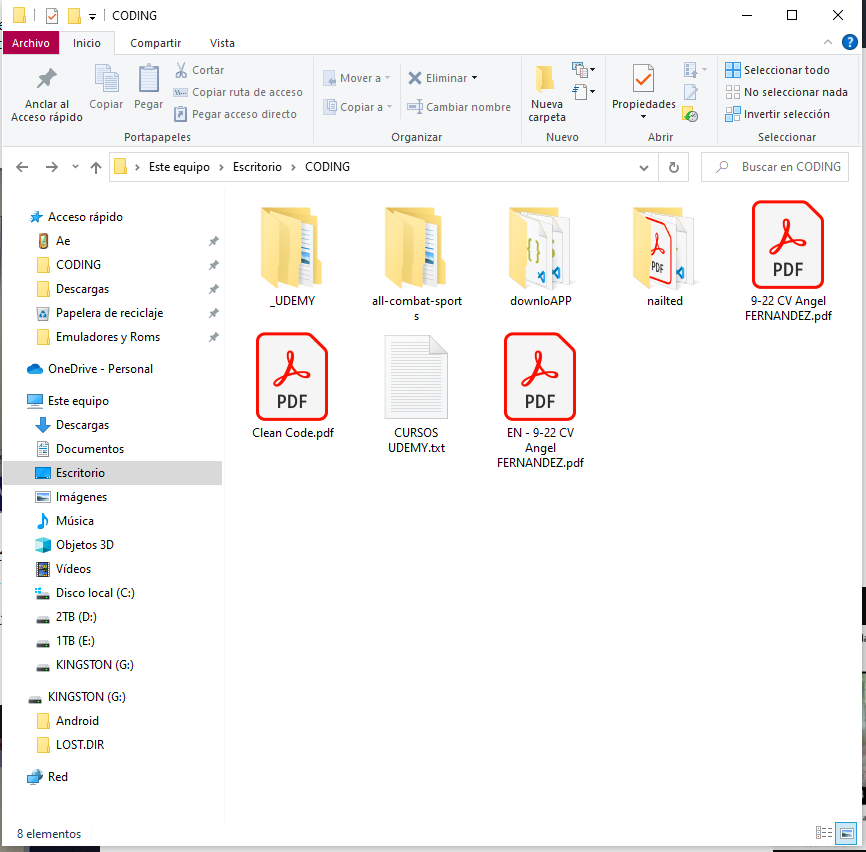 CODING
Archivo
Inicio
Compartir
Vista
Anclar al
Acceso rápido
Copiar
Pegar
Cortar
Copiar ruta de acceso
Pegar acceso directo
Portapapeles
Mover a
Copiar a
Eliminar
Cambiar nombre
Organizar
Nueva
carpeta
Nuevo
Propiedades
Abrir
Seleccionar todo
No seleccionar nada
Invertir selección
Seleccionar
Este equipo
Escritorio
CODING
Buscar en CODING
Acceso rápido
Ae
CODING
Descargas
Papelera de reciclaje
Emuladores y Roms
OneDrive - Personal
Este equipo
Descargas
Documentos
Escritorio
Imágenes
Música
Objetos 3D
Vídeos
Disco local (C:)
2TB (D:)
1TB (E:)
KINGSTON (G:)
KINGSTON (G:)
Android
LOST.DIR
Red
_UDEMY
all-combat-sport
s
{}
downloAPP
PDF
nailted
PDF
9-22 CV Angel
FERNANDEZ.pdf
PDF
Clean Code.pdf
CURSOS
UDEMY.txt
PDF
EN - 9-22 CV
Angel
FERNANDEZ.pdf
8 elementos